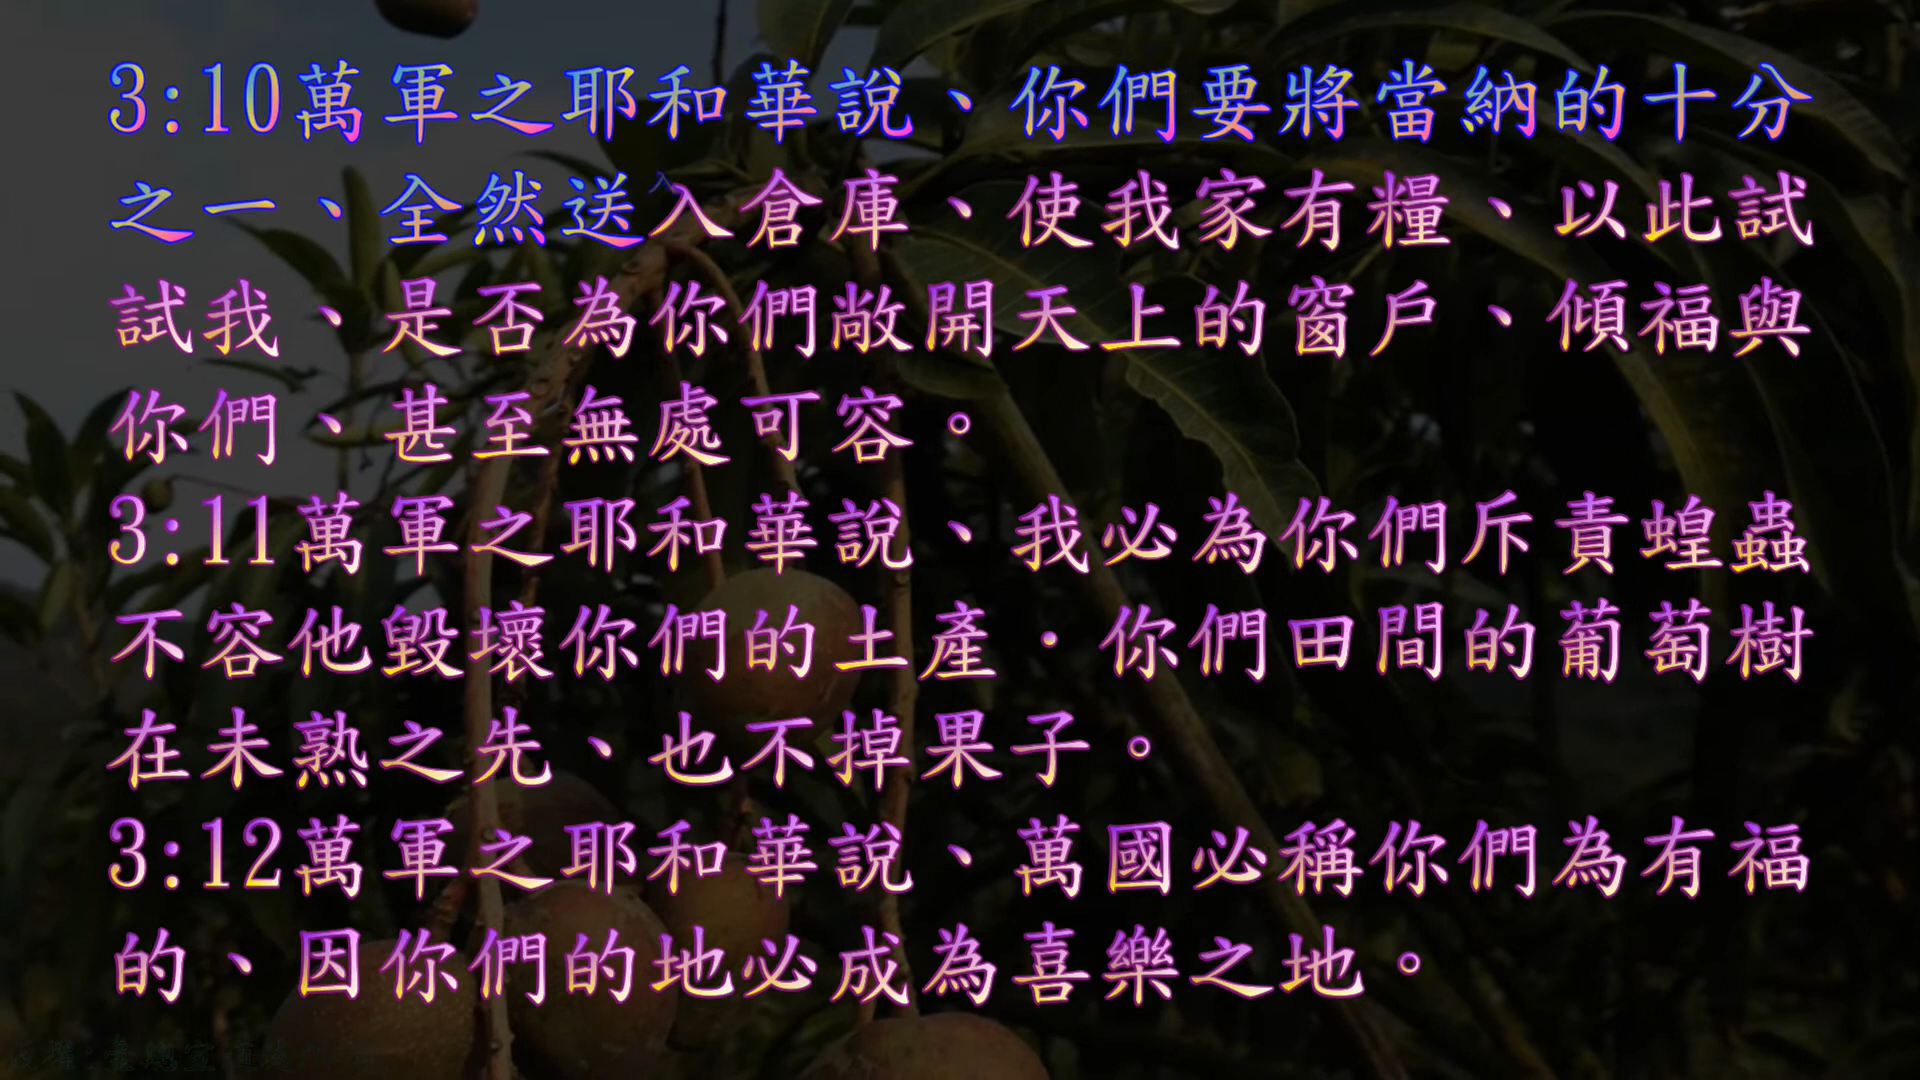 3:10萬軍之耶和華說、你們要將當納的十分
之一、全然送入倉庫、使我家有糧、以此試
試我、是否為你們敞開天上的窗戶、傾福與
你們、甚至無處可容。
3:11萬軍之耶和華說、我必為你們斥責蝗蟲
不容他毀壞你們的土產．你們田間的葡萄樹
在未熟之先、也不掉果子。
3:12萬軍之耶和華說、萬國必稱你們為有福
的、因你們的地必成為喜樂之地。